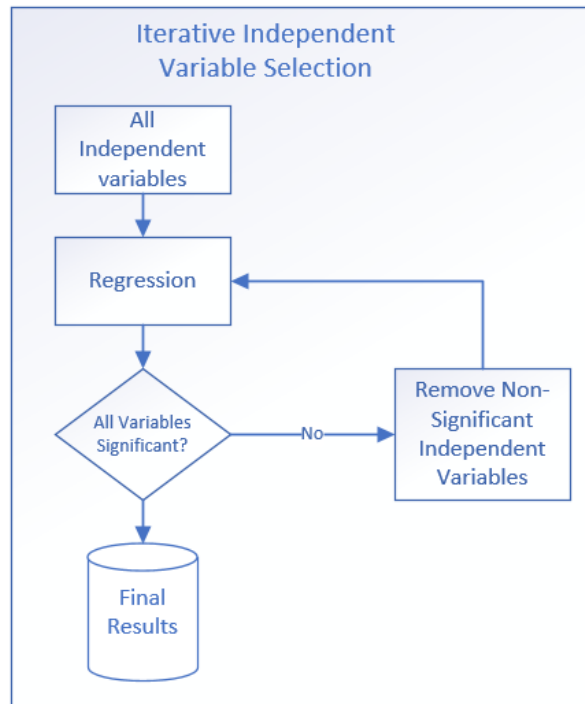 Iterative Independent
Variable Selection
All
Independent
variables
Regression
All Variables
Significant?
No
Remove Non-
Significant
Independent
Variables
Final
Results